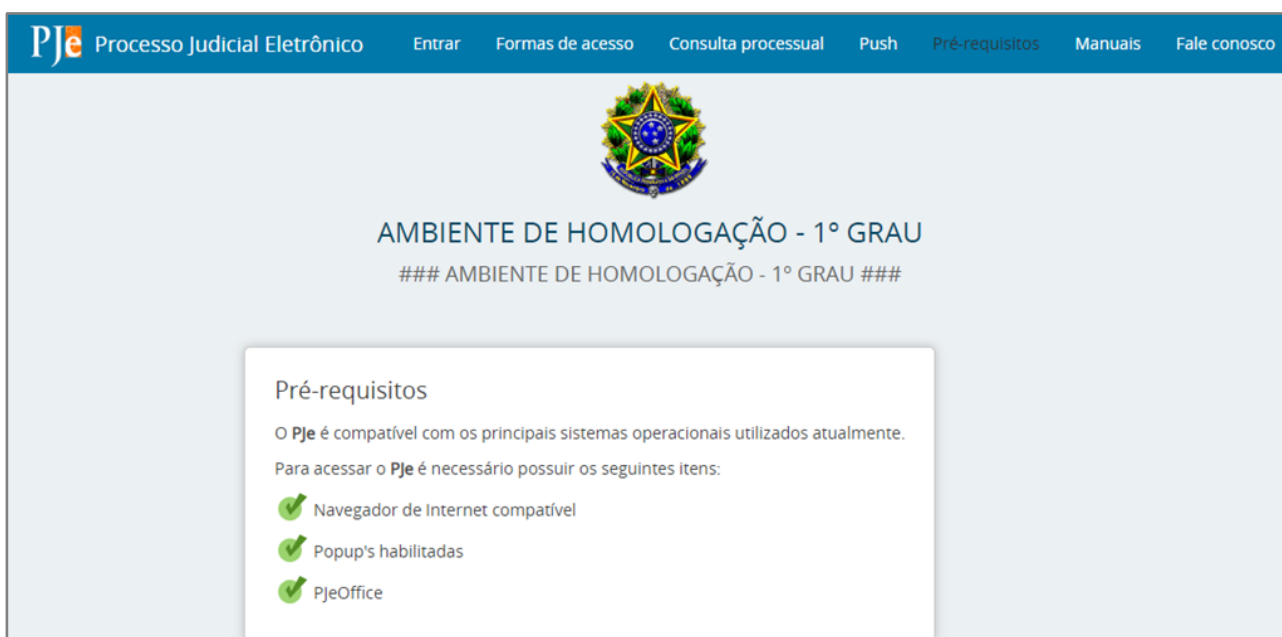 PJe Processo Judicial Eletrônico Entrar Formas de acesso Consulta processual Push Pré-requisitos Manuais Fale conosco
AMBIENTE DE HOMOLOGAÇÃO - 1º GRAU
### AMBIENTE DE HOMOLOGAÇÃO - 1º GRAU ###
Pré-requisitos
O PJe é compatível com os principais sistemas operacionais utilizados atualmente.
Para acessar o PJe é necessário possuir os seguintes itens:
Navegador de Internet compatível
Popup's habilitadas
PJeOffice